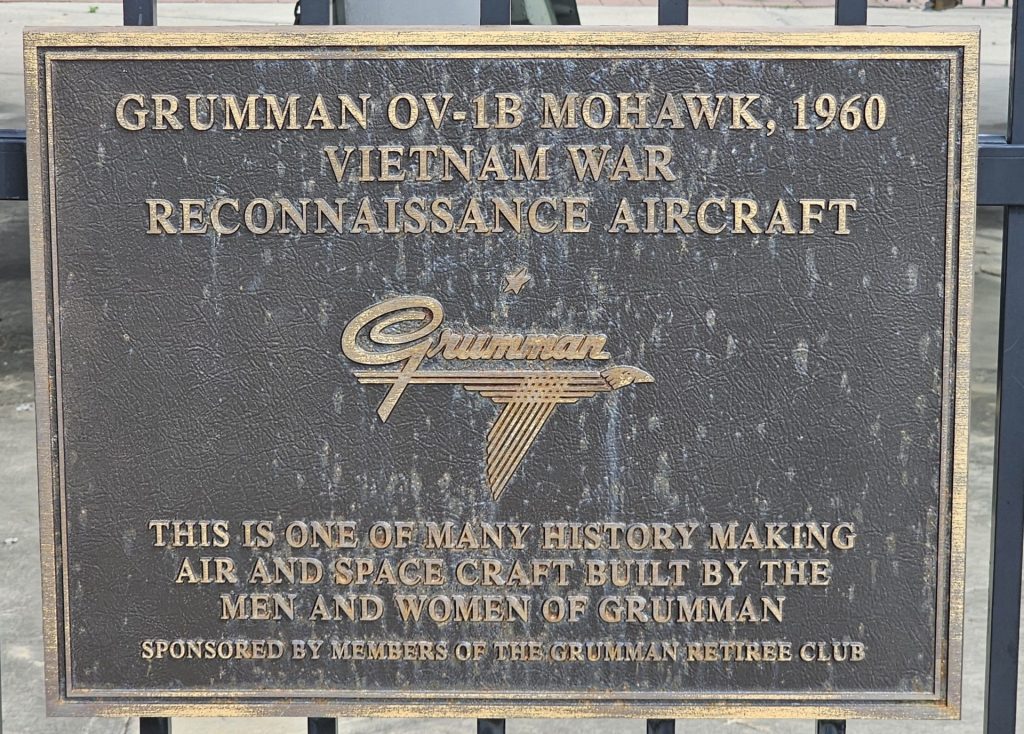 GRUMMAN OV-1B MOHAWK, 1960
VIETNAM WAR
RECONNAISSANCE AIRCRAFT
Grumman
THIS IS ONE OF MANY HISTORY MAKING
AIR AND SPACE CRAFT BUILT BY THE
MEN AND WOMEN OF GRUMMAN
SPONSORED BY MEMBERS OF THE GRUMMAN RETIREE CLUB